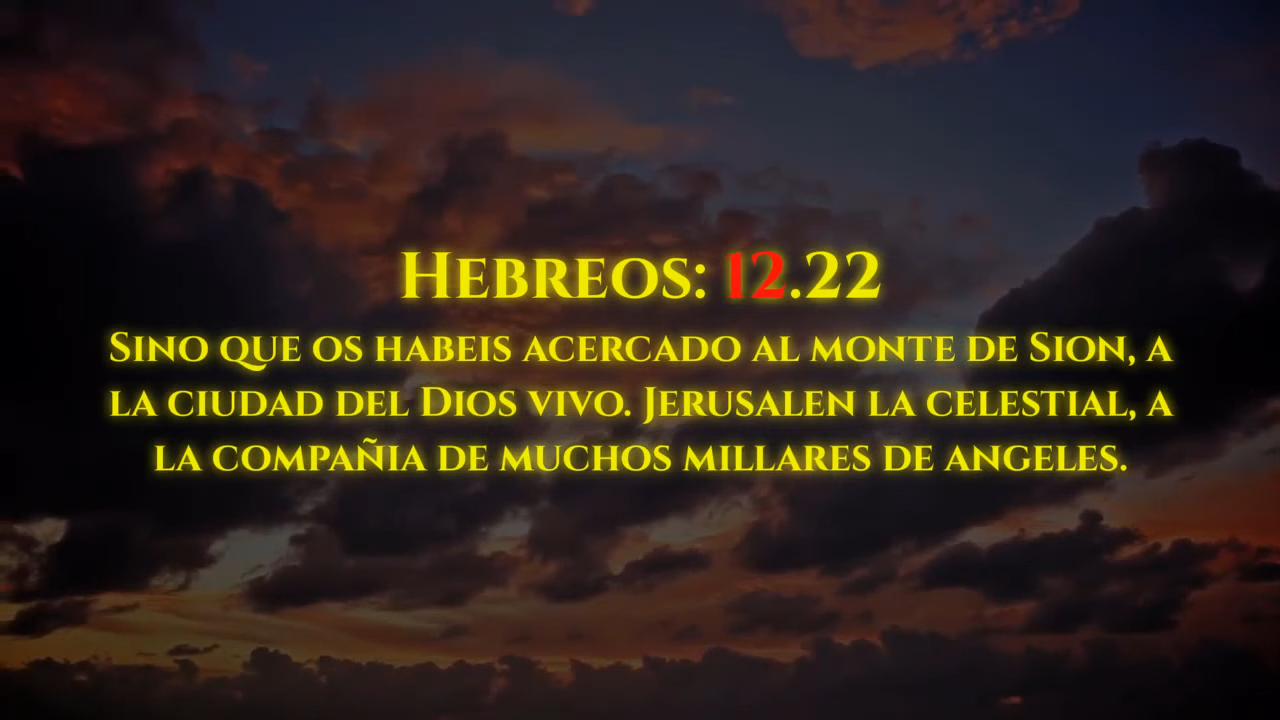 Hebreos: 12.22
Sino que os habeis acercado al monte de Sion, a
la ciudad del Dios vivo. Jerusalen la celestial, a
la compañia de muchos millares de angeles.